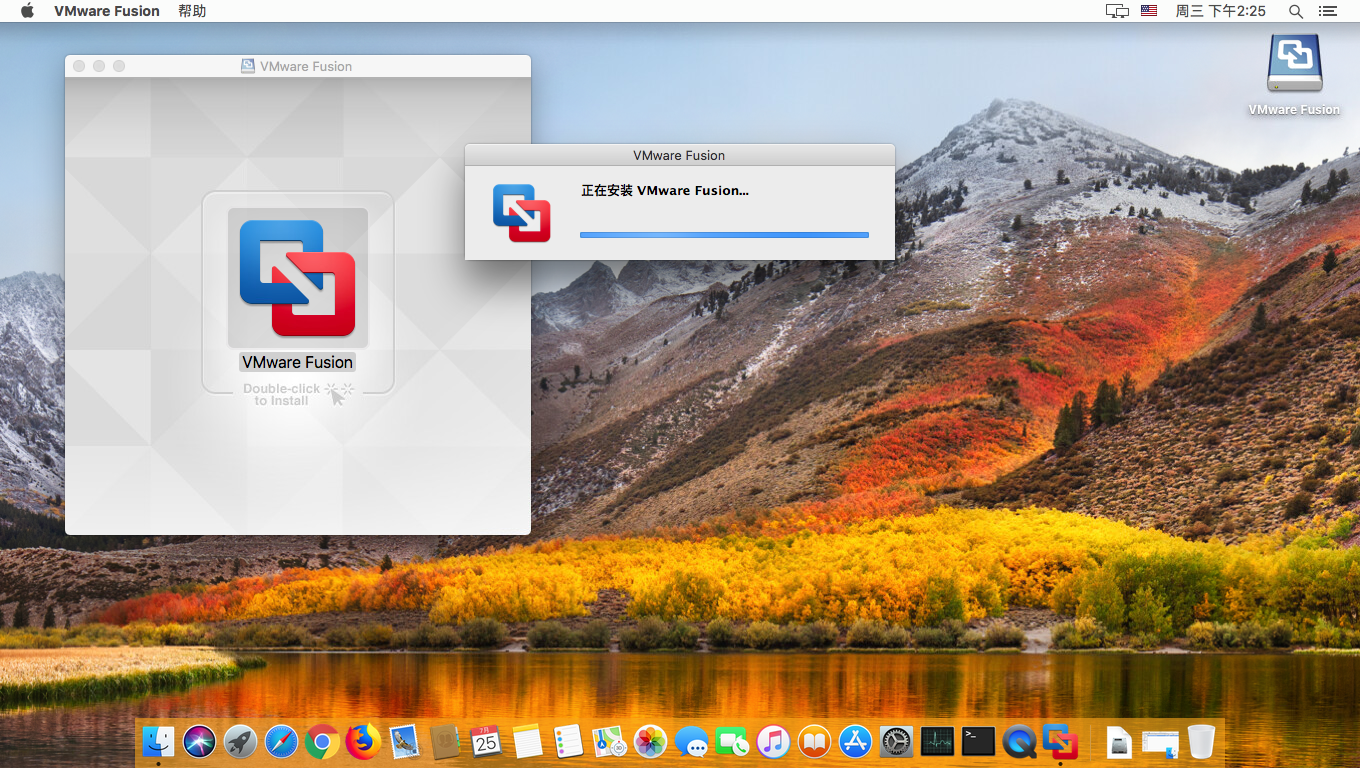 VMware Fusion 帮助
周三 下午2:25
VMware Fusion
VMware Fusion
VMware Fusion
正在安装 VMware Fusion...
VMware Fusion
Double-click
to Install
7月
25
>_